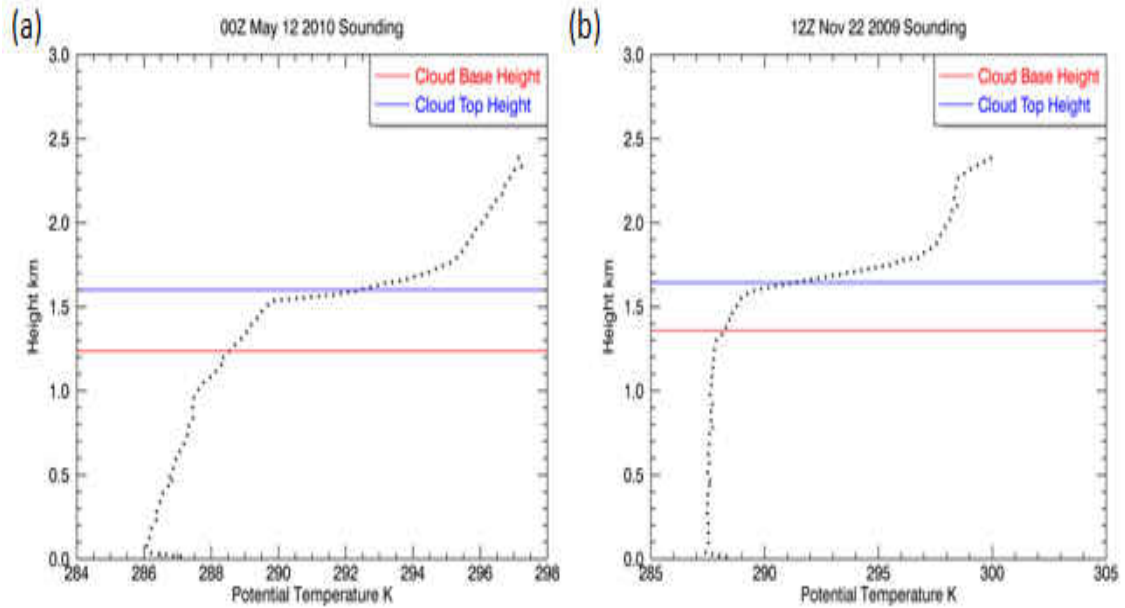 (a)
00Z May 12 2010 Sounding
Cloud Base Height
Cloud Top Height
3.0
2.5
2.0
1.5
1.0
0.5
0.0
Height km
284 286 288 290 292 294 296 298
Potential Temperature K
(b)
12Z Nov 22 2009 Sounding
Cloud Base Height
Cloud Top Height
3.0
2.5
2.0
1.5
1.0
0.5
0.0
Height km
285 290 295 300 305
Potential Temperature K